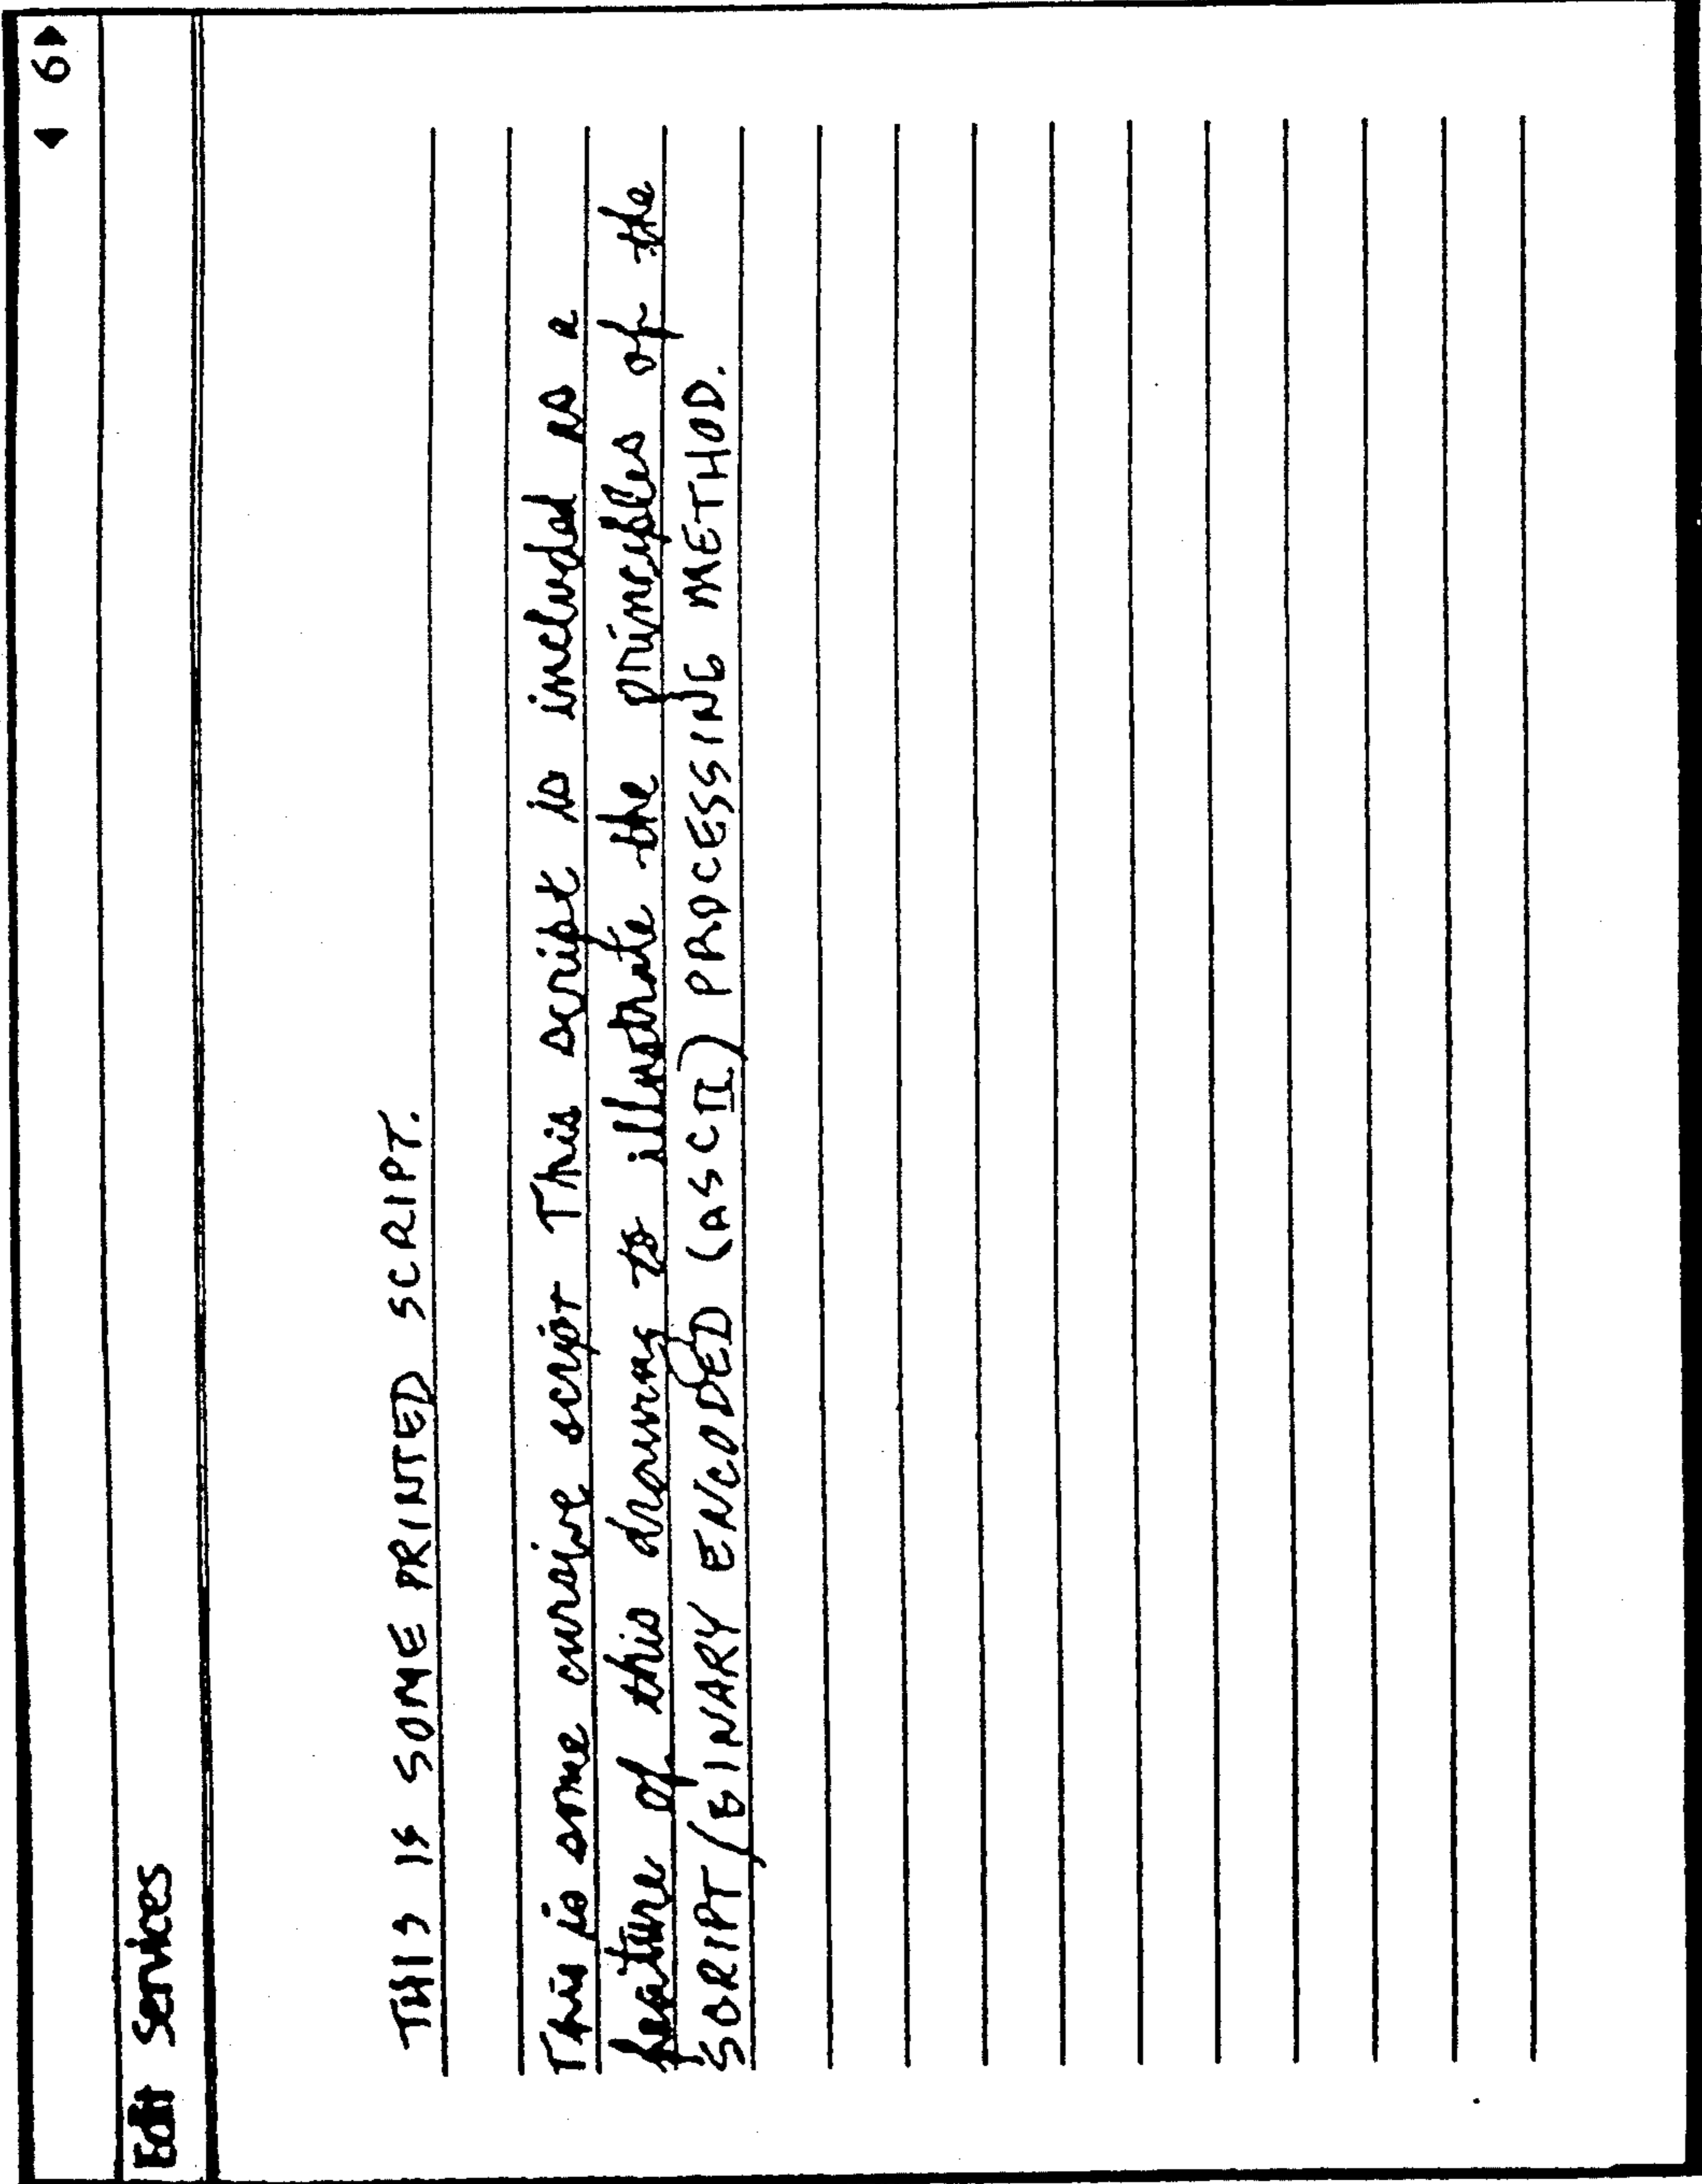 6
Edit Services
THIS IS SOME PRINTED SCRIPT.
This is some cursive script This script is included as a
feature of this drawing to illustrate the principles of the
SCRIPT/BINARY ENCODED (ASCII) PROCESSING METHOD.